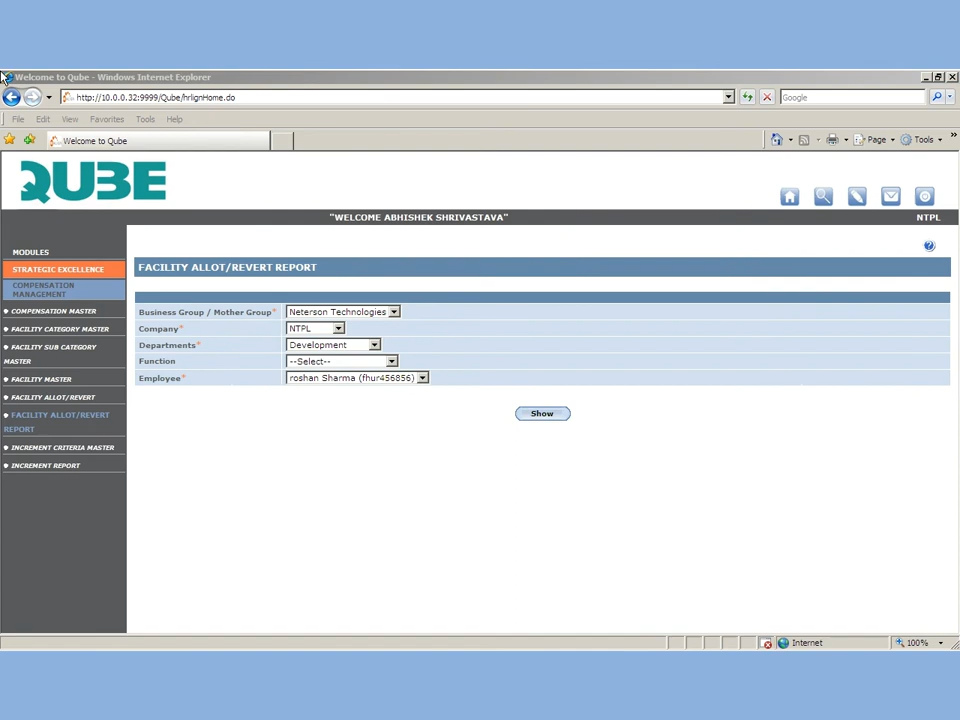 Welcome to Qube - Windows Internet Explorer
http://10.0.0.32:9999/Qube/hrlignHome.do
Google
File Edit View Favorites Tools Help
Welcome to Qube
Page Tools
QUBE
"WELCOME ABHISHEK SHRIVASTAVA"
NTPL
MODULES
STRATEGIC EXCELLENCE
COMPENSATION
MANAGEMENT
COMPENSATION MASTER
FACILITY CATEGORY MASTER
FACILITY SUB CATEGORY
MASTER
FACILITY MASTER
FACILITY ALLOT/REVERT
FACILITY ALLOT/REVERT
REPORT
INCREMENT CRITERIA MASTER
INCREMENT REPORT
FACILITY ALLOT/REVERT REPORT
Business Group / Mother Group* Neterson Technologies
Company* NTPL
Departments* Development
Function --Select--
Employee* roshan Sharma (fhur456856)
Show
Internet
100%